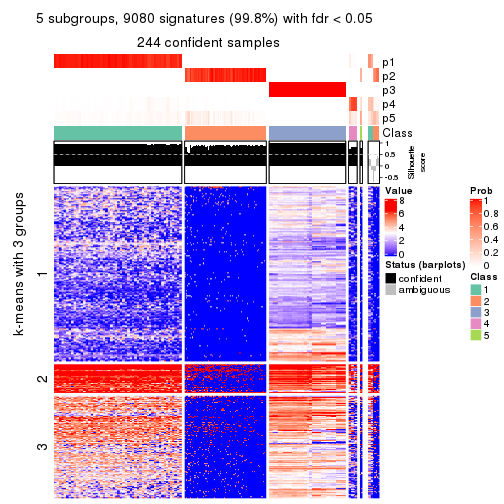 5 subgroups, 9080 signatures (99.8%) with fdr < 0.05
244 confident samples
p1
p2
p3
p4
p5
Class
1
0.5
0
-0.5
Silhouette
score
k-means with 3 groups
1
2
3
Value
8
6
4
2
0
Status (barplots)
confident
ambiguous
Prob
1
0.8
0.6
0.4
0.2
0
Class
1
2
3
4
5